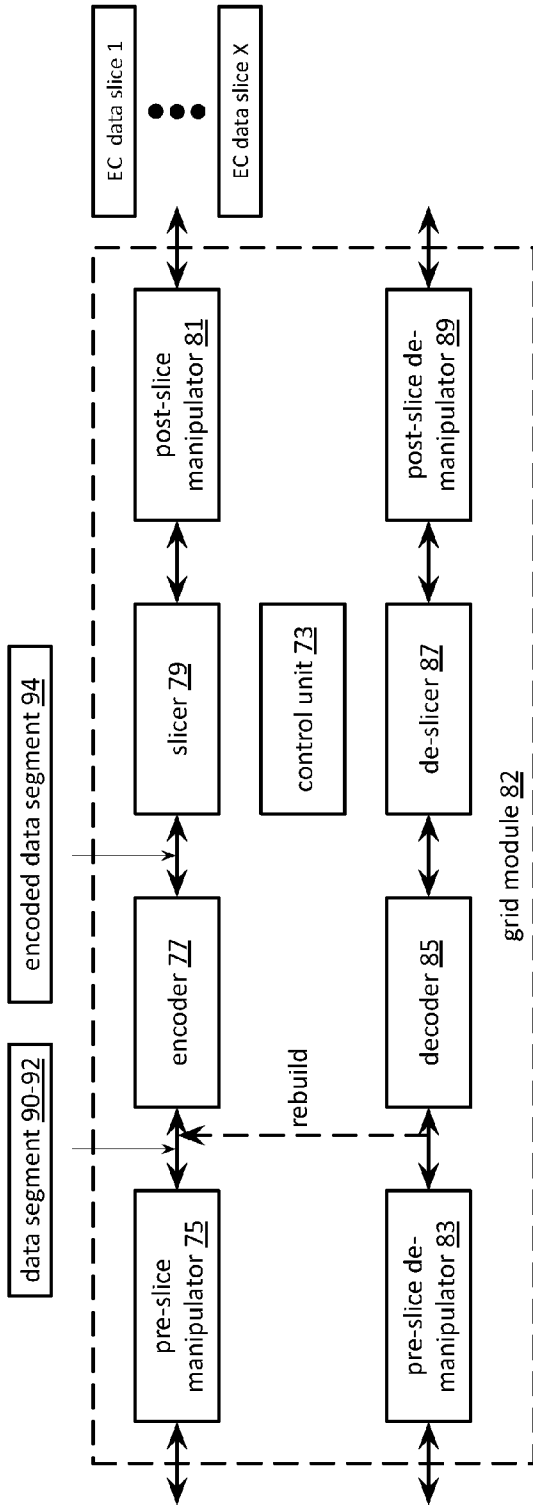 data segment 90-92
encoded data segment 94
EC data slice 1
EC data slice X
pre-slice
manipulator 75
encoder 77
slicer 79
post-slice
manipulator 81
rebuild
control unit 73
pre-slice de-
manipulator 83
decoder 85
de-slicer 87
post-slice de-
manipulator 89
grid module 82